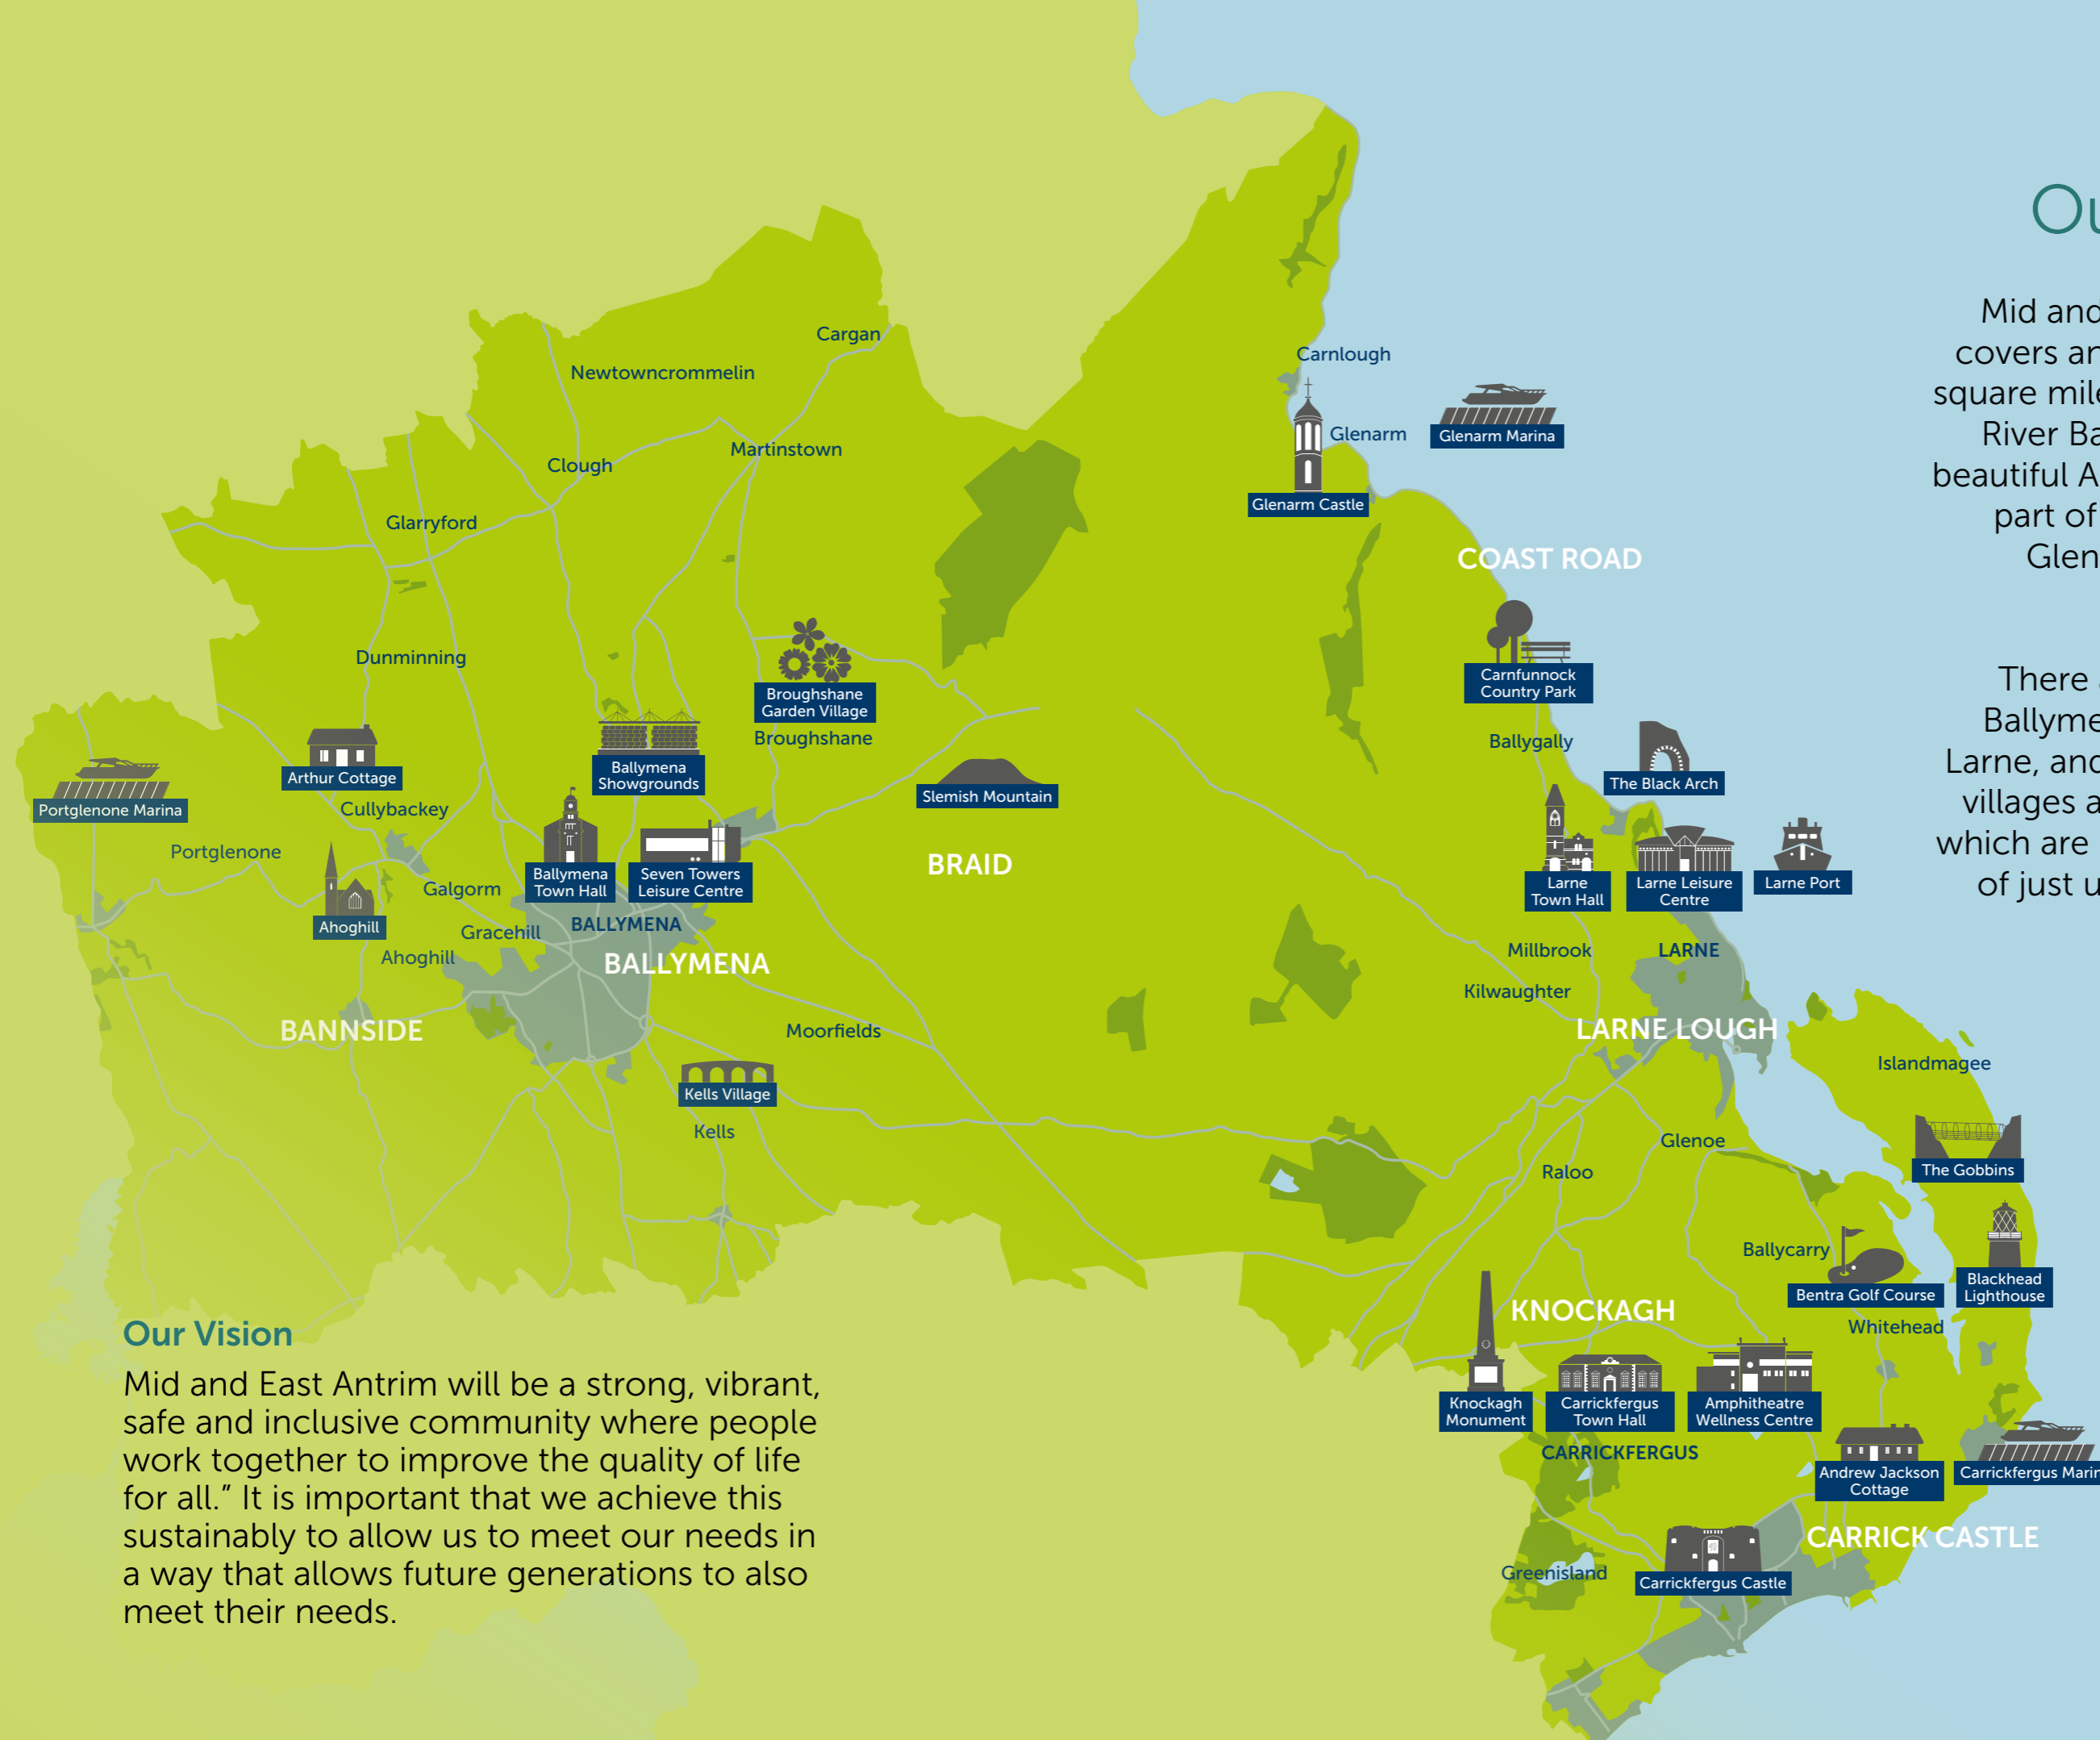 Ou
Mid and
covers an
square mile
River Ba
beautiful A
part of
Glen
There a
Ballyme
Larne, and
villages a
which are
of just u
Cargan
Newtowncrommelin
Carnlough
Glenarm
Glenarm Marina
Martinstown
Clough
Glenarm Castle
Glarryford
COAST ROAD
Dunminning
Carnfunnock
Country Park
Broughshane
Garden Village
Broughshane
Ballygally
Ballymena
Showgrounds
Arthur Cottage
The Black Arch
Slemish Mountain
Portglenone Marina
Cullybackey
Portglenone
BRAID
Ballymena
Town Hall
Seven Towers
Leisure Centre
Larne
Town Hall
Larne Leisure
Centre
Larne Port
Galgorm
Ahoghill
BALLYMENA
Gracehill
Ahoghill
BALLYMENA
Millbrook
LARNE
Kilwaughter
BANNSIDE
Moorfields
LARNE LOUGH
Islandmagee
Kells Village
Kells
Glenoe
Raloo
The Gobbins
Ballycarry
Bentra Golf Course
Blackhead
Lighthouse
KNOCKAGH
Whitehead
Knockagh
Monument
Carrickfergus
Town Hall
Amphitheatre
Wellness Centre
CARRICKFERGUS
Andrew Jackson
Cottage
Carrickfergus Marin
CARRICK CASTLE
Greenisland
Carrickfergus Castle
Our Vision
Mid and East Antrim will be a strong, vibrant,
safe and inclusive community where people
work together to improve the quality of life
for all.” It is important that we achieve this
sustainably to allow us to meet our needs in
a way that allows future generations to also
meet their needs.